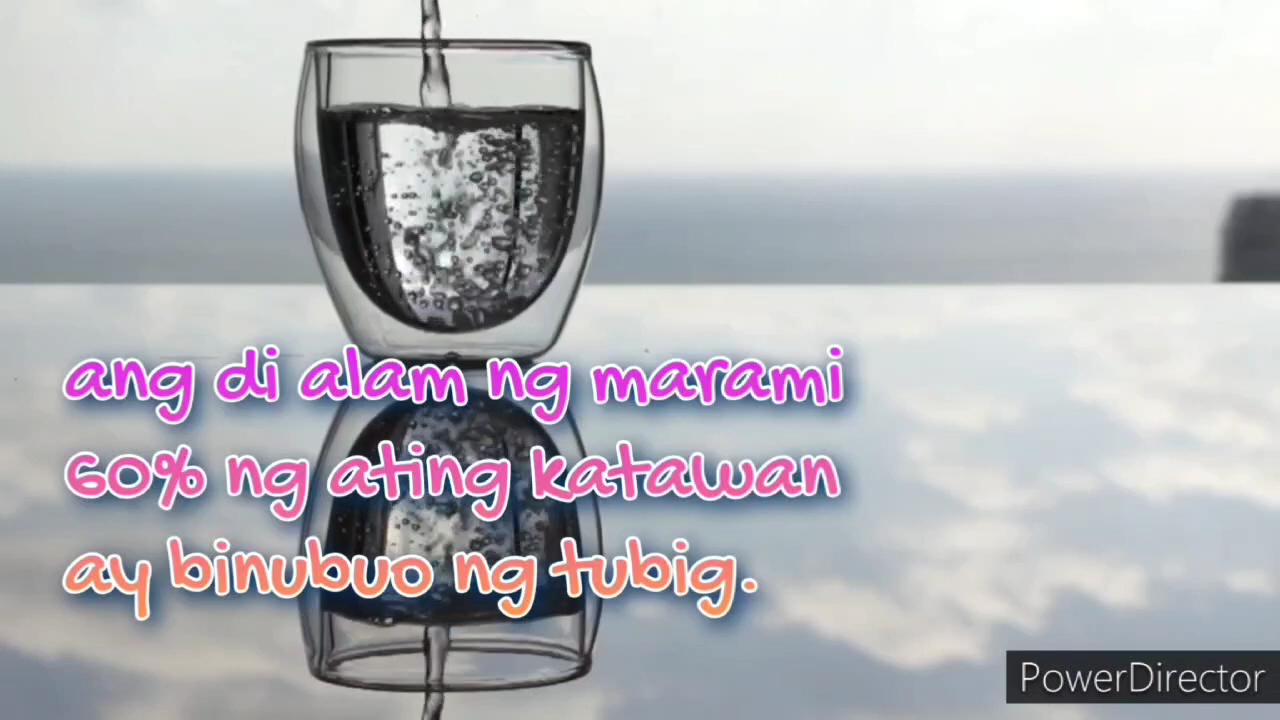 ang di alam ng marami
60% ng ating katawan
ay binubuo ng tubig.
PowerDirector